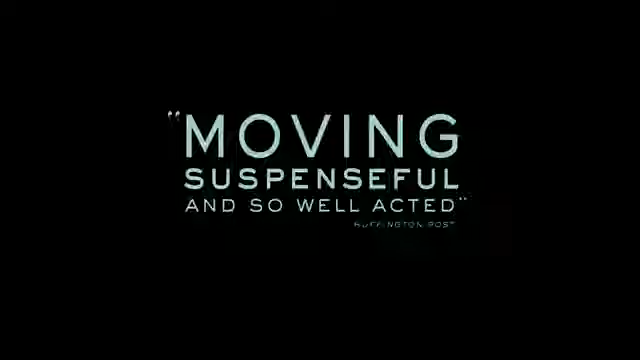 "MOVING
SUSPENSEFUL
AND SO WELL ACTED"
HUFFINGTON POST